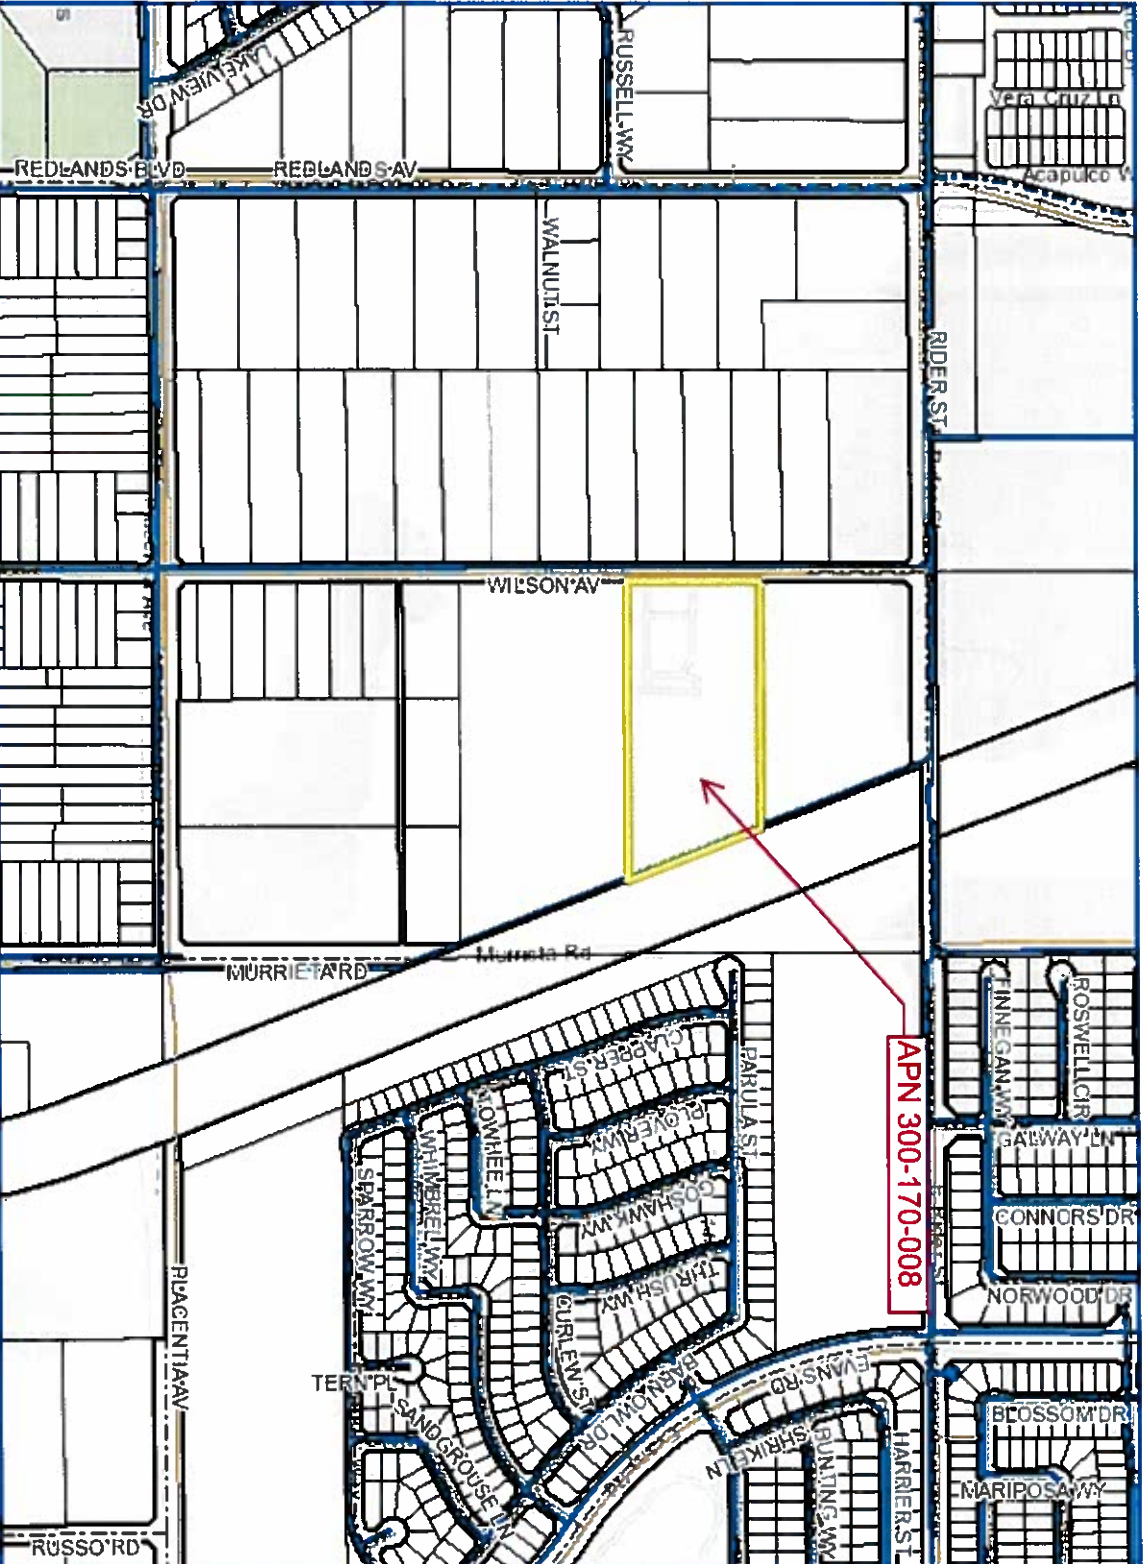 LAKEVIEW DR
RUSSELL WY
Vera Cruz Ln
REDLANDS BLVD
REDLANDS AV
Acapulco W
WALNUT ST
RIDER ST
WILSON AV
MURRIETA RD
Murrieta Rd
FINNEGAN WY
ROSWELL CIR
CLAPPER ST
PARULA ST
APN 300-170-008
PLOVER WY
TOWHEE LN
WHIMBREL WY
SPARROW WY
GALWAY LN
GOSHAWK WY
CONNORS DR
THRUSH WY
NORWOOD DR
PLACENTIA AV
CURLEW ST
EVANS RD
BARN OWL DR
TERN PL
SANDGROUSE LN
SHRIKE LN
BUNTING WY
HARRIER ST
BLOSSOM DR
MARIPOSA WY
RUSSO RD